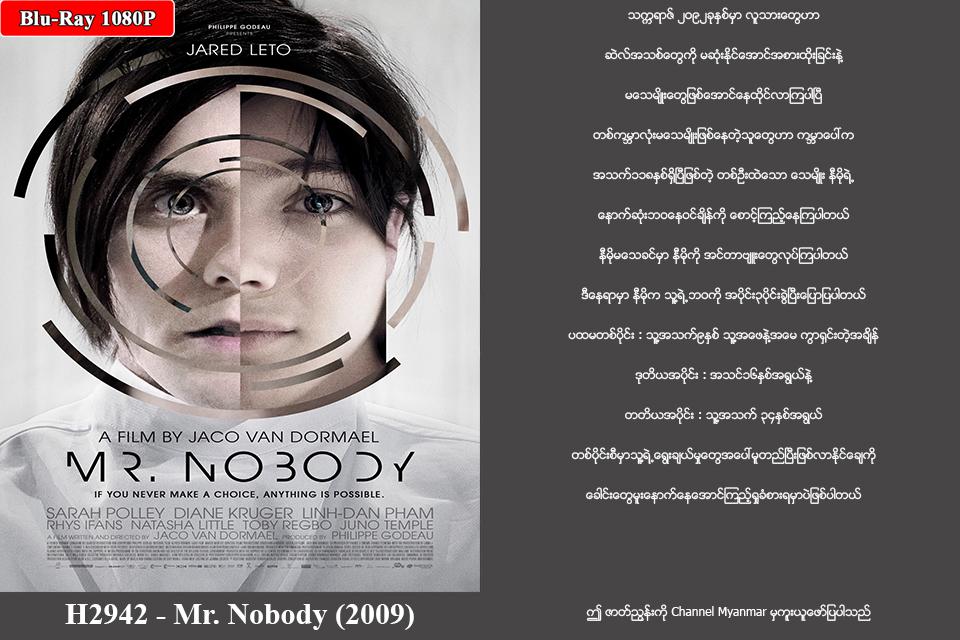 Blu-Ray 1080P
PHILIPPE GODEAU
PRESENTS
JARED LETO
A FILM BY JACO VAN DORMAEL
MR. NOBODY
IF YOU NEVER MAKE A CHOICE, ANYTHING IS POSSIBLE.
SARAH POLLEY DIANE KRUGER LINH-DAN PHAM
RHYS IFANS NATASHA LITTLE TOBY REGBO JUNO TEMPLE
A FILM WRITTEN AND DIRECTED BY JACO VAN DORMAEL PRODUCED BY PHILIPPE GODEAU
H2942 - Mr. Nobody (2009)
သက္ကရာဇ် ၂၀၉၂ခုနှစ်မှာ လူသားတွေဟာ
ဆဲလ်အသစ်တွေကို မဆုံးနိုင်အောင်အစားထိုးခြင်းနဲ့
မသေမျိုးတွေဖြစ်အောင်နေထိုင်လာကြပါပြီ
တစ်ကမ္ဘာလုံးမသေမျိုးဖြစ်နေတဲ့သူတွေဟာ ကမ္ဘာပေါ်က
အသက်၁၁၈နှစ်ရှိပြီဖြစ်တဲ့ တစ်ဦးထဲသော သေမျိုး နီမိုရဲ့
နောက်ဆုံးဘဝနေဝင်ချိန်ကို စောင့်ကြည့်နေကြပါတယ်
နီမိုမသေခင်မှာ နီမိုကို အင်တာဗျူးတွေလုပ်ကြပါတယ်
ဒီနေရာမှာ နီမိုက သူ့ရဲ့ဘဝကို အပိုင်း၃ပိုင်းခွဲပြီးပြောပြပါတယ်
ပထမတစ်ပိုင်း : သူ့အသက်၉နှစ် သူ့အဖေနဲ့အမေ ကွာရှင်းတဲ့အချိန်
ဒုတိယအပိုင်း : အသင်၁၆နှစ်အရွယ်နဲ့
တတိယအပိုင်း : သူ့အသက် ၃၄နှစ်အရွယ်
တစ်ပိုင်းစီမှာသူ့ရဲ့ရွေးချယ်မှုတွေအပေါ်မူတည်ပြီးဖြစ်လာနိုင်ချေကို
ခေါင်းတွေမူးနောက်နေအောင်ကြည့်ရှုခံစားရမှာပဲဖြစ်ပါတယ်
ဤ ဇာတ်ညွှန်းကို Channel Myanmar မှကူးယူဖော်ပြပါသည်